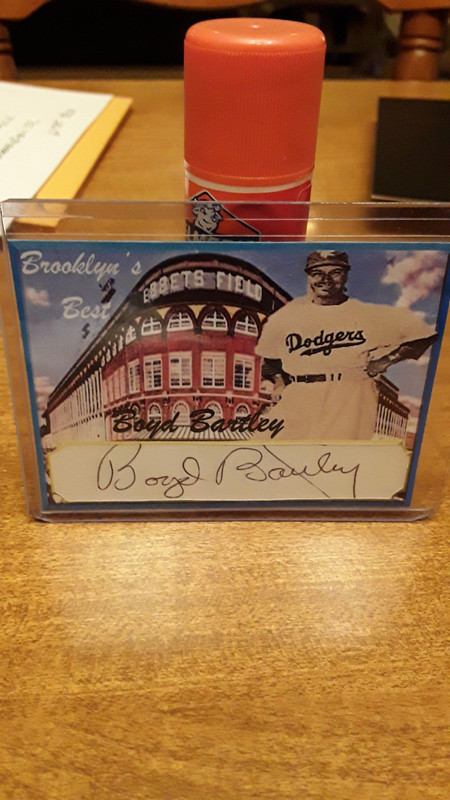 Brooklyn's
Best
EBBETS FIELD
Dodgers
Boyd Bartley
Boyd Bartley